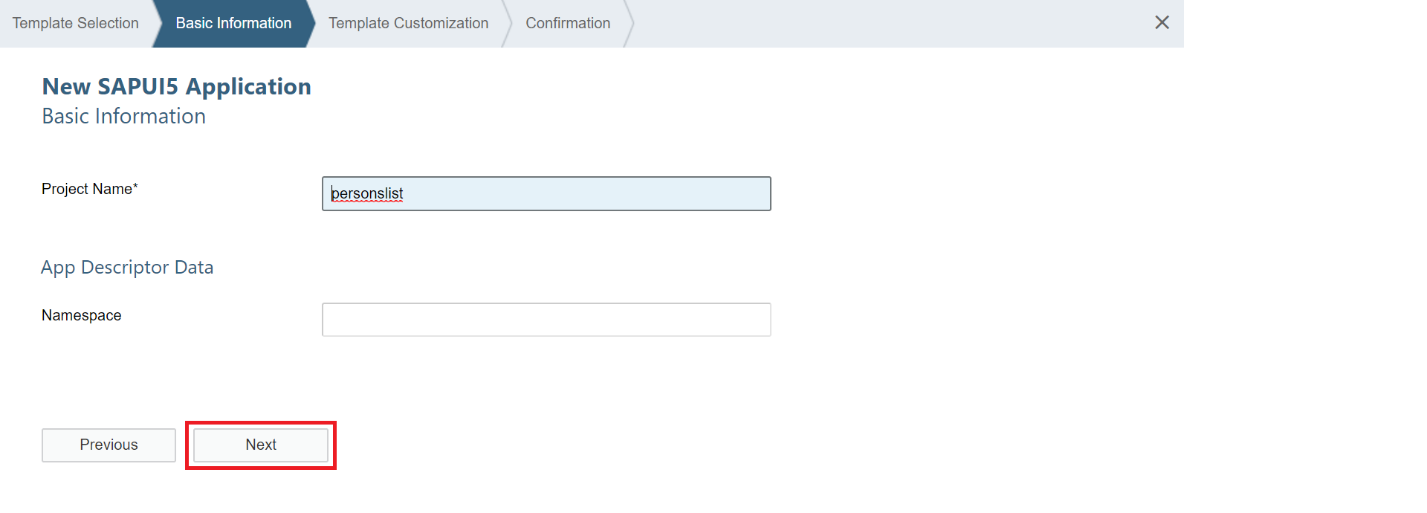 Template Selection Basic Information Template Customization Confirmation
New SAPUI5 Application
Basic Information
Project Name* personslist
App Descriptor Data
Namespace
Previous Next